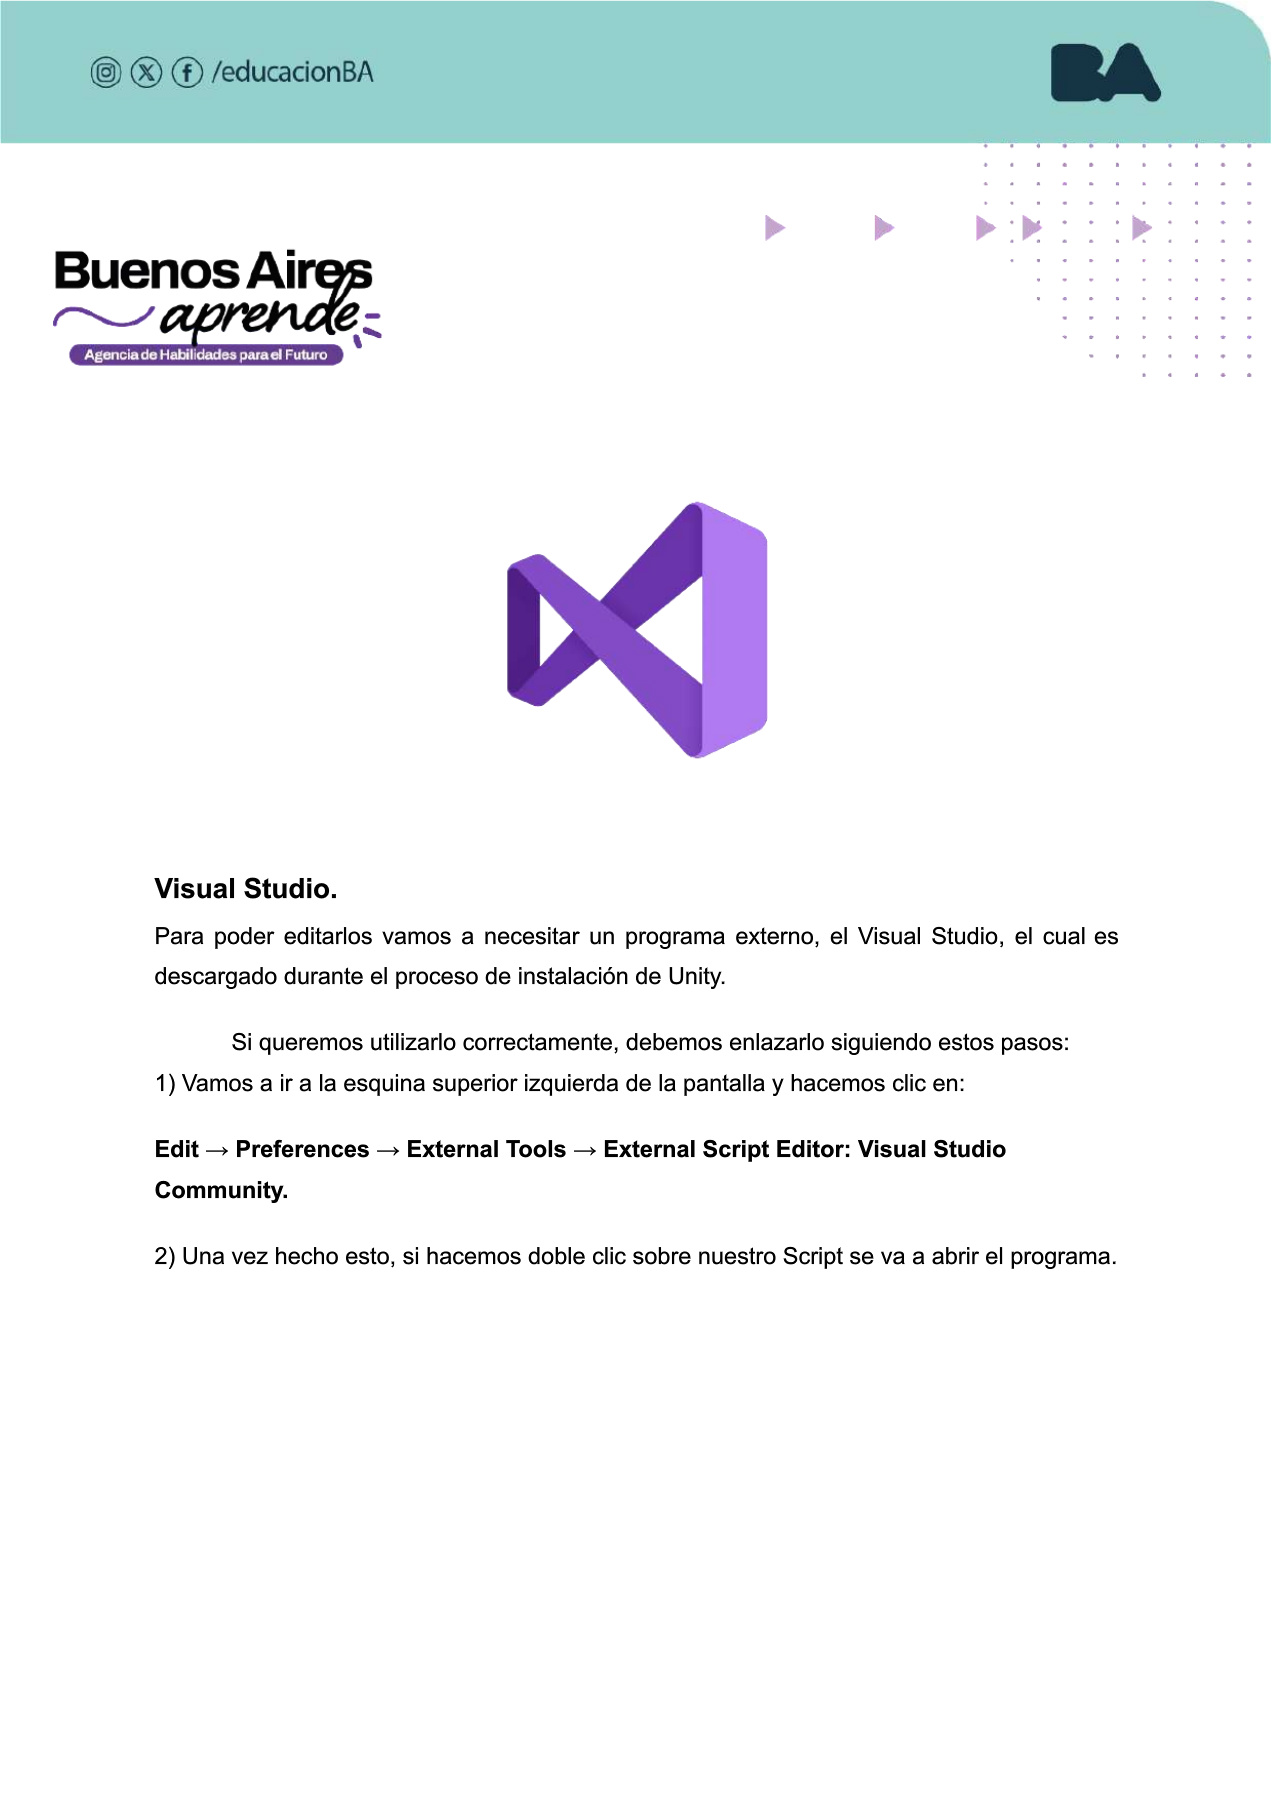 /educacionBA
BA
Buenos Aires
aprende
Agencia de Habilidades para el Futuro
Visual Studio.
Para poder editarlos vamos a necesitar un programa externo, el Visual Studio, el cual es
descargado durante el proceso de instalación de Unity.
Si queremos utilizarlo correctamente, debemos enlazarlo siguiendo estos pasos:
1) Vamos a ir a la esquina superior izquierda de la pantalla y hacemos clic en:
Edit → Preferences → External Tools → External Script Editor: Visual Studio
Community.
2) Una vez hecho esto, si hacemos doble clic sobre nuestro Script se va a abrir el programa.